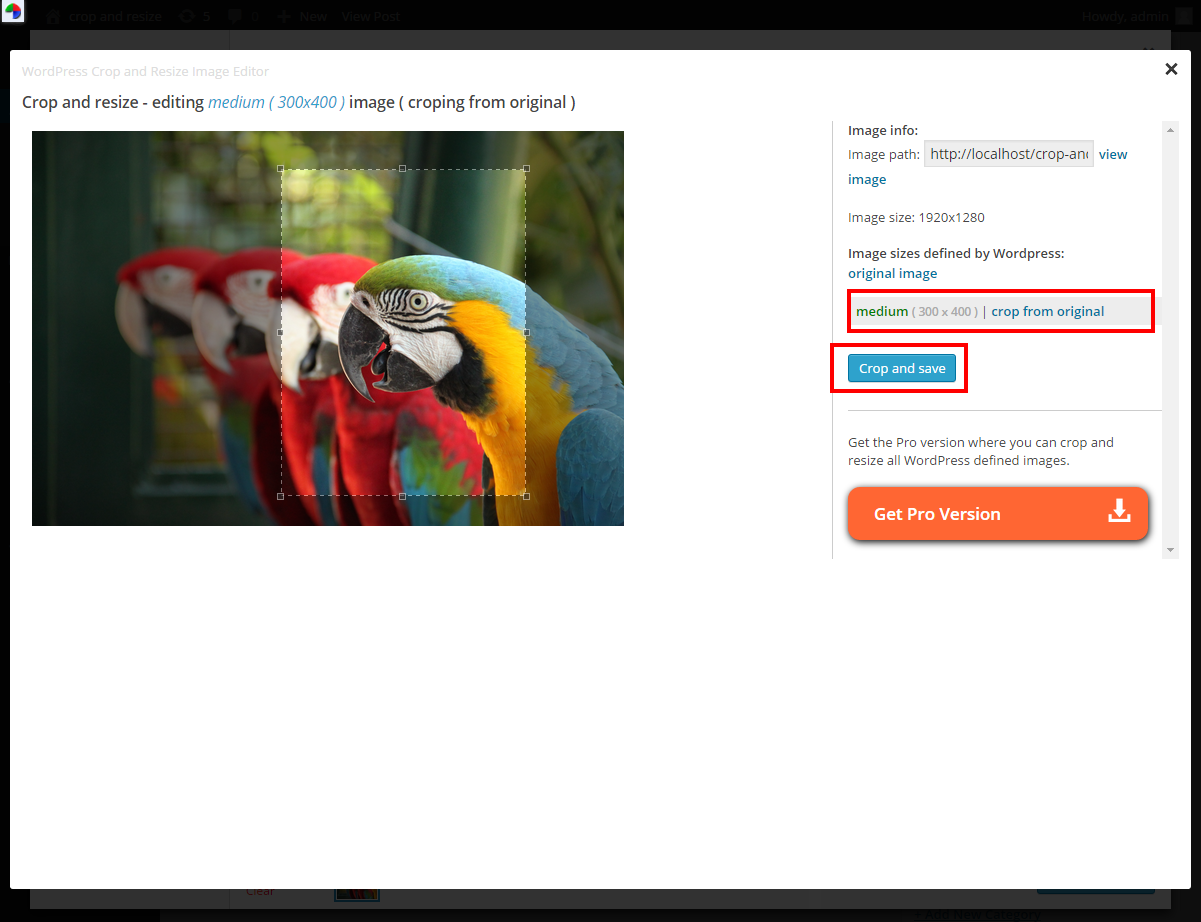 crop and resize 5 0 New View Post Howdy, admin
WordPress Crop and Resize Image Editor
Crop and resize - editing medium ( 300x400 ) image ( croping from original )
Image info:
Image path: http://localhost/crop-and view
image
Image size: 1920x1280
Image sizes defined by Wordpress:
original image
medium ( 300 x 400 ) | crop from original
Crop and save
Get the Pro version where you can crop and
resize all WordPress defined images.
Get Pro Version
Clear
+ Add New Category